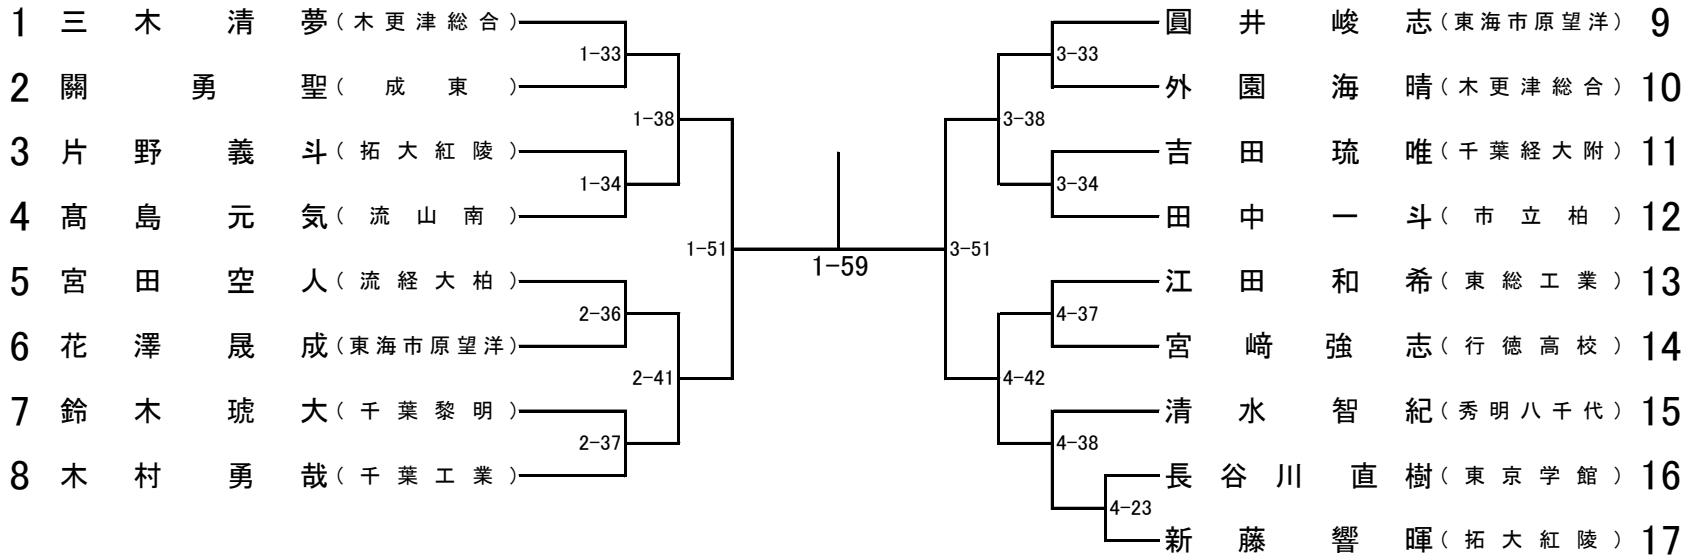 1 三木清夢(木更津総合)
1-33
2 關勇聖(成東)
1-38
3 片野義斗(拓大紅陵)
1-34
4 髙島元気(流山南)
1-51
5 宮田空人(流経大柏)
2-36
6 花澤晟成(東海市原望洋)
2-41
7 鈴木琥大(千葉黎明)
2-37
8 木村勇哉(千葉工業)
1-59
圓井峻志(東海市原望洋) 9
3-33
外園海晴(木更津総合) 10
3-38
吉田琉唯(千葉経大附) 11
3-34
田中一斗(市立柏) 12
3-51
江田和希(東総工業) 13
4-37
宮﨑強志(行徳高校) 14
4-42
清水智紀(秀明八千代) 15
4-38
長谷川直樹(東京学館) 16
4-23
新藤響暉(拓大紅陵) 17